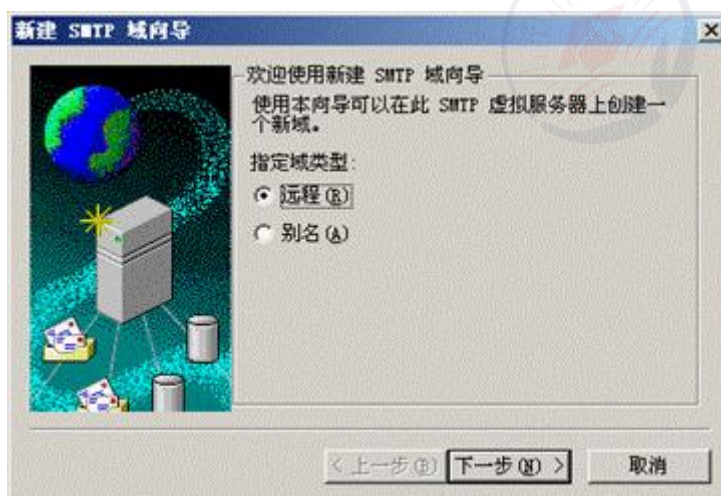 新建 SMTP 域向导
欢迎使用新建 SMTP 域向导
使用本向导可以在此 SMTP 虚拟服务器上创建一
个新域。
指定域类型:
远程(R)
别名(A)
< 上一步(B)
下一步(N) >
取消